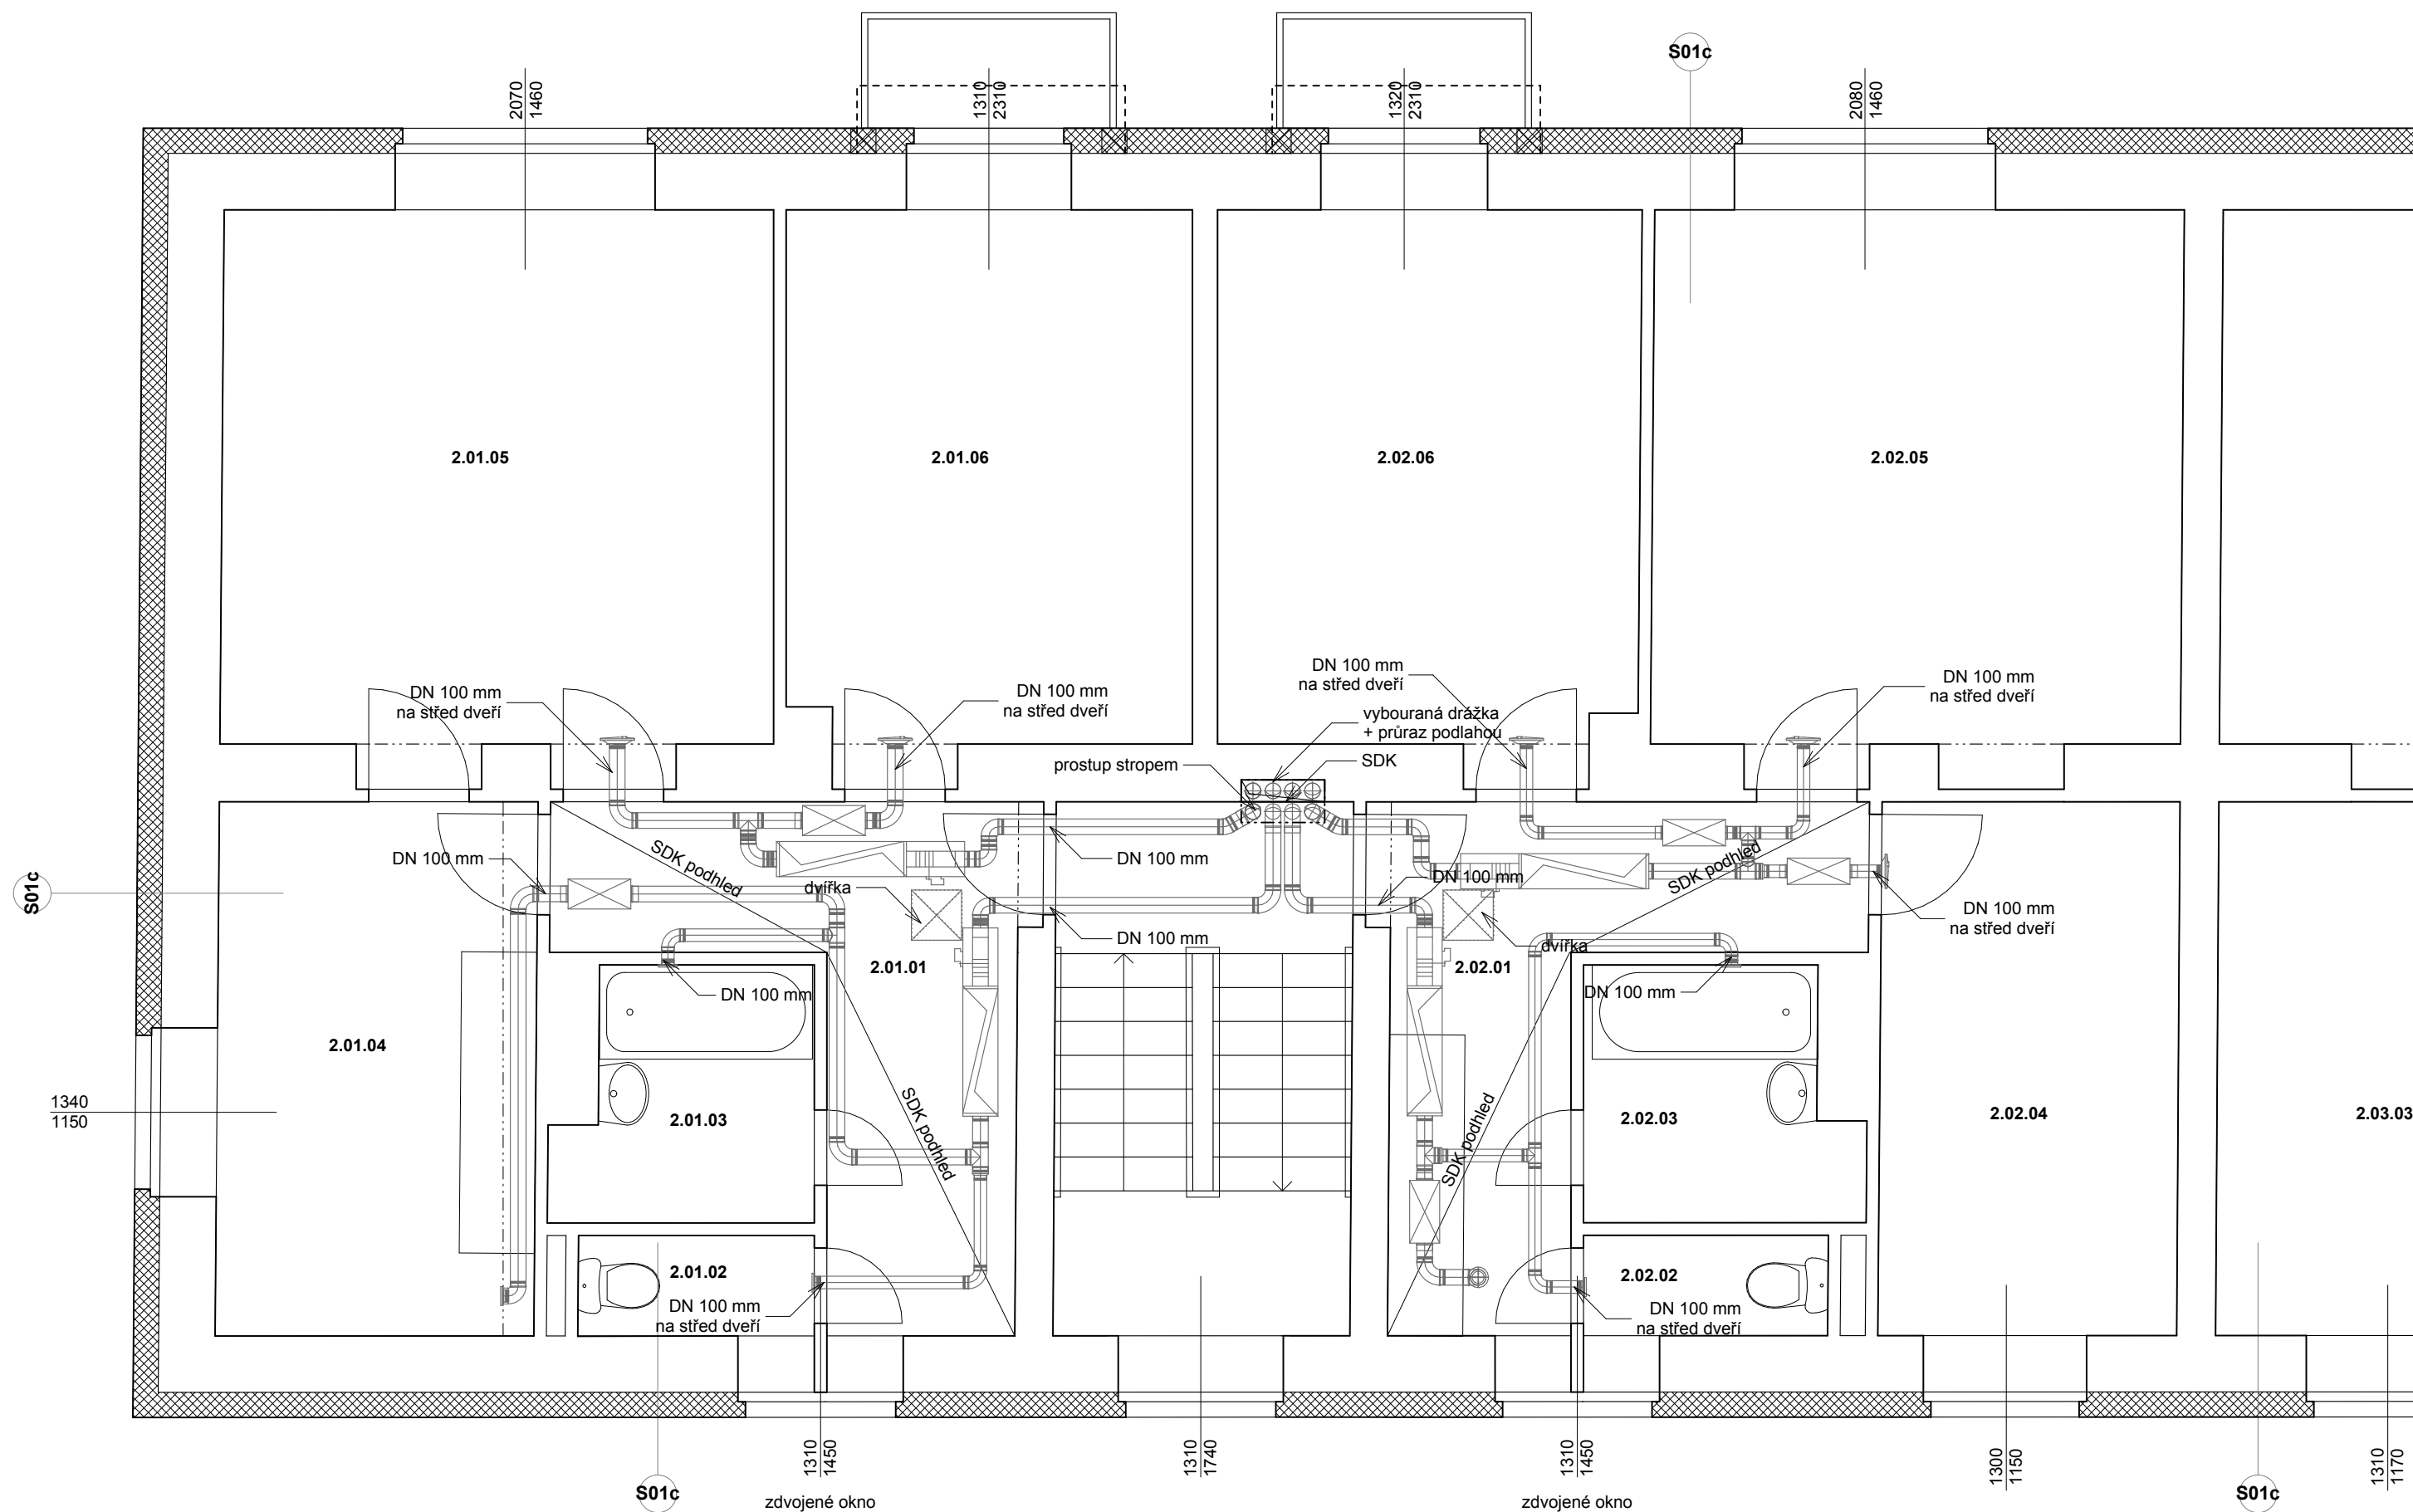 S01c
2070
1460
1310
2310
1320
2310
2080
1460
2.01.05
2.01.06
2.02.06
2.02.05
DN 100 mm
na střed dveří
DN 100 mm
na střed dveří
DN 100 mm
na střed dveří
DN 100 mm
na střed dveří
vybouraná drážka
+ průraz podlahou
prostup stropem
SDK
DN 100 mm
SDK podhled
dvířka
DN 100 mm
DN 100 mm
SDK podhled
S01c
DN 100 mm
na střed dveří
DN 100 mm
dvířka
2.01.01
2.02.01
DN 100 mm
DN 100 mm
2.01.04
1340
1150
2.01.03
SDK podhled
SDK podhled
2.02.03
2.02.04
2.03.03
2.01.02
2.02.02
DN 100 mm
na střed dveří
DN 100 mm
na střed dveří
1310
1450
1310
1740
1310
1450
1300
1150
1310
1170
S01c
zdvojené okno
zdvojené okno
S01c